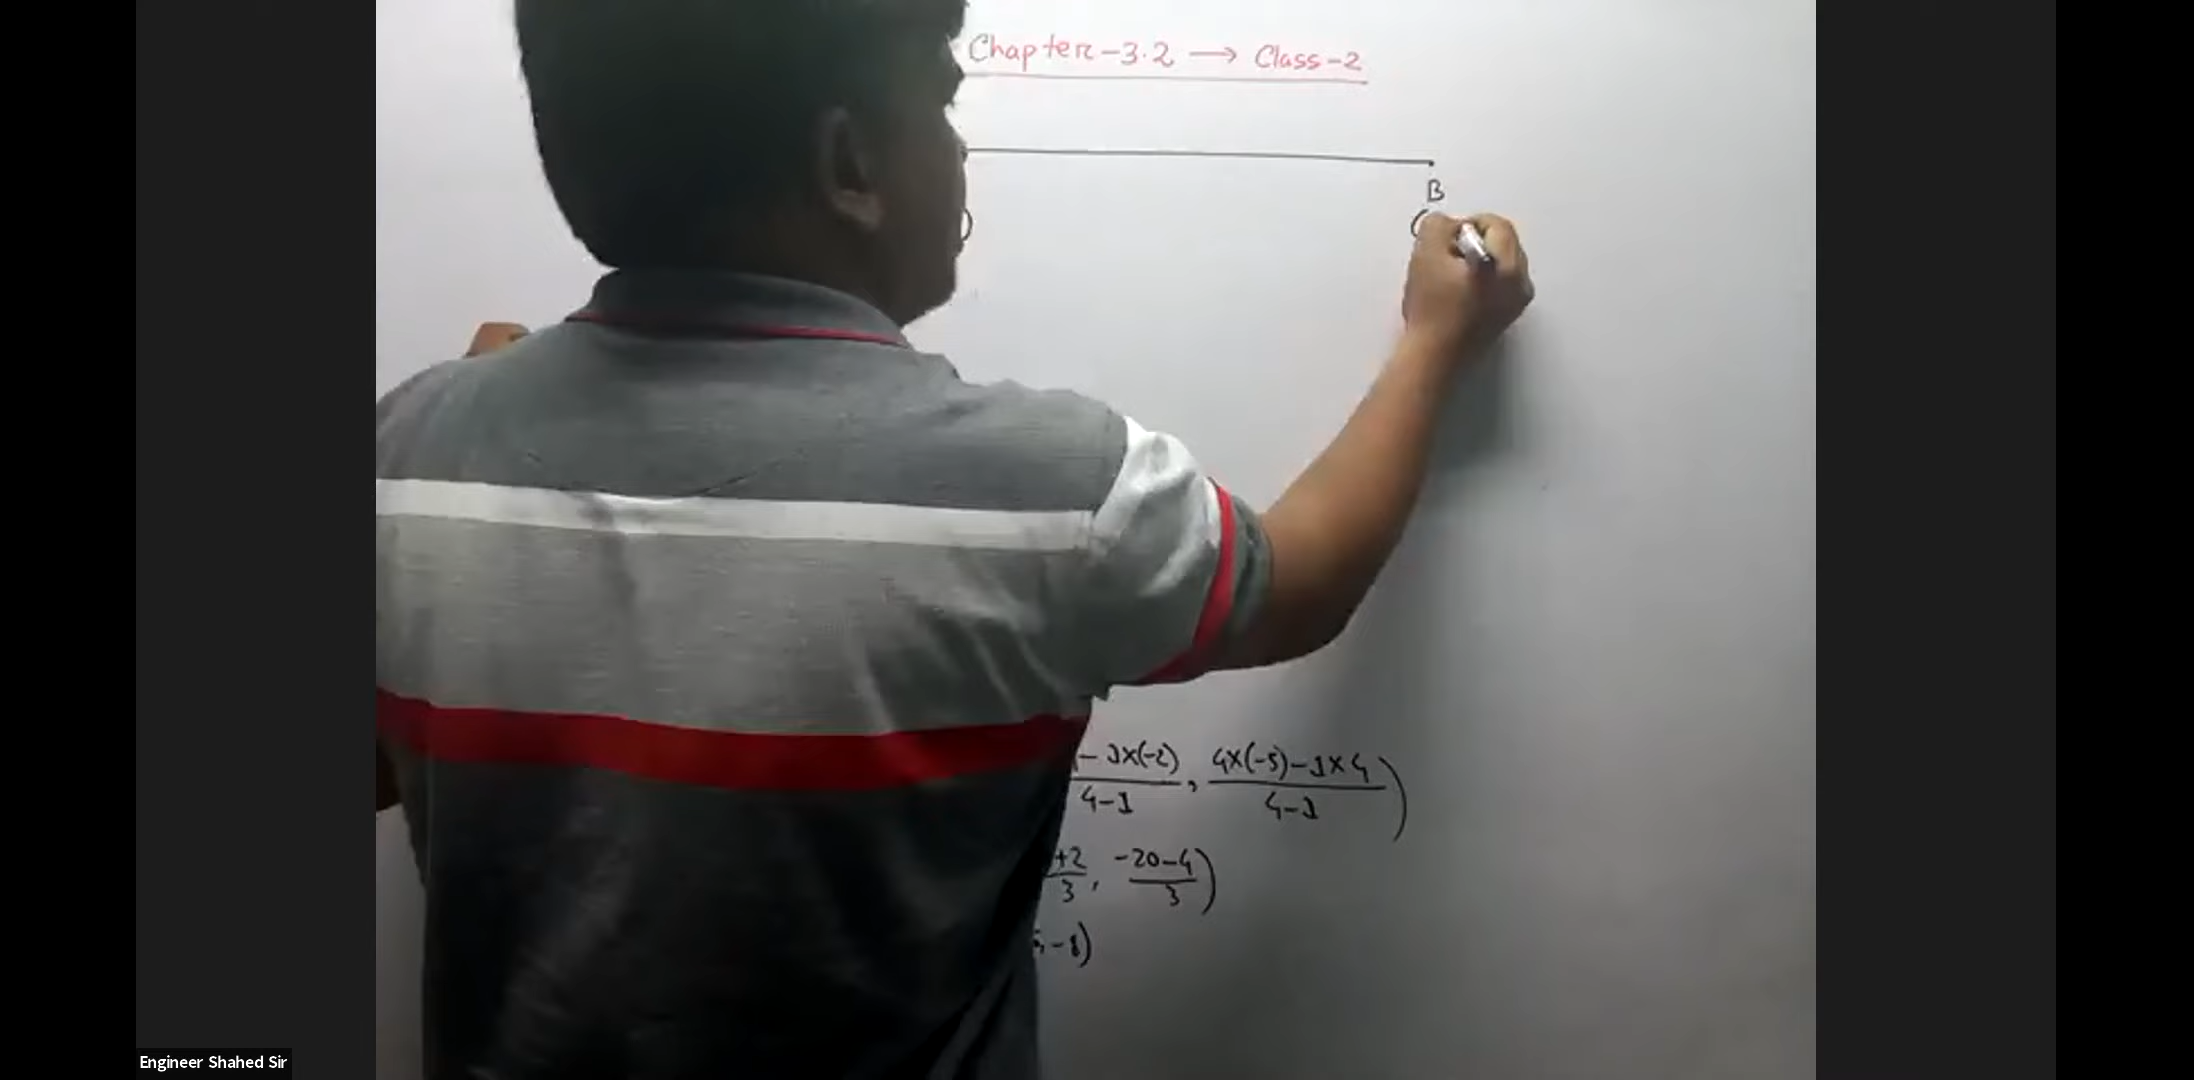 Chapter-3.2 → Class-2
B
(
)
- 1×(-2) / 4-1 , 4×(-5)-1×4 / 4-1 )
+2 / 3 , -20-4 / 3 )
, -8)
Engineer Shahed Sir